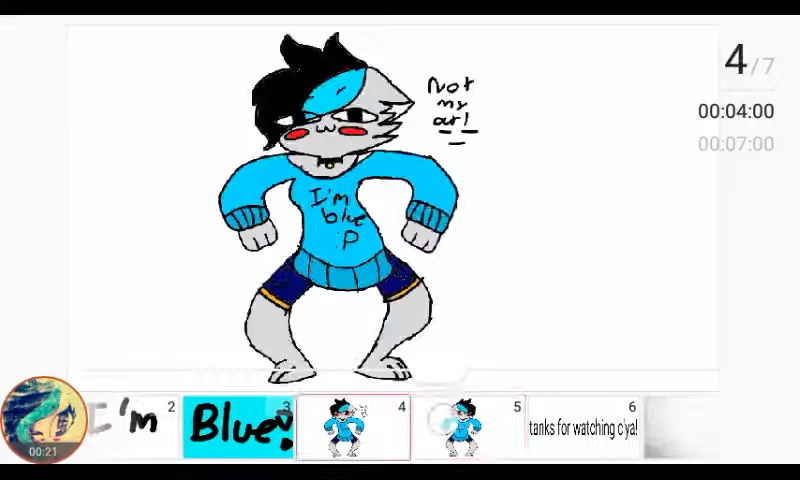 Not
my
art
I'm
blue
:P
4/7
00:04:00
00:07:00
00:21
I'm
2
Blue!
3
4
5
6
tanks for watching c'ya!